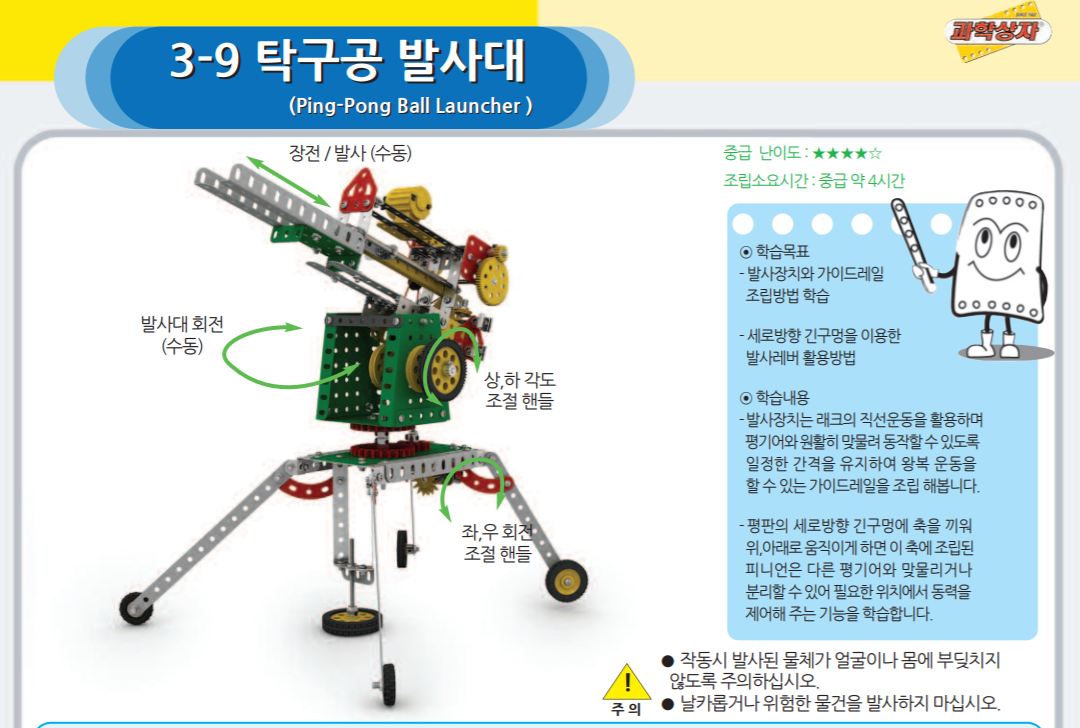 3-9 탁구공 발사대
(Ping-Pong Ball Launcher )
과학상자
장전 / 발사 (수동)
중급 난이도 : ★★★★☆
조립소요시간 : 중급 약 4시간
발사대 회전
(수동)
상,하 각도
조절 핸들
좌,우 회전
조절 핸들
⦿ 학습목표
- 발사장치와 가이드레일
조립방법 학습
- 세로방향 긴구멍을 이용한
발사레버 활용방법
⦿ 학습내용
- 발사장치는 래크의 직선운동을 활용하며
평기어와 원활히 맞물려 동작할 수 있도록
일정한 간격을 유지하여 왕복 운동을
할 수 있는 가이드레일을 조립 해봅니다.
- 평판의 세로방향 긴구멍에 축을 끼워
위,아래로 움직이게 하면 이 축에 조립된
피니언은 다른 평기어와 맞물리거나
분리할 수 있어 필요한 위치에서 동력을
제어해 주는 기능을 학습합니다.
!
주 의
● 작동시 발사된 물체가 얼굴이나 몸에 부딪치지
않도록 주의하십시오.
● 날카롭거나 위험한 물건을 발사하지 마십시오.